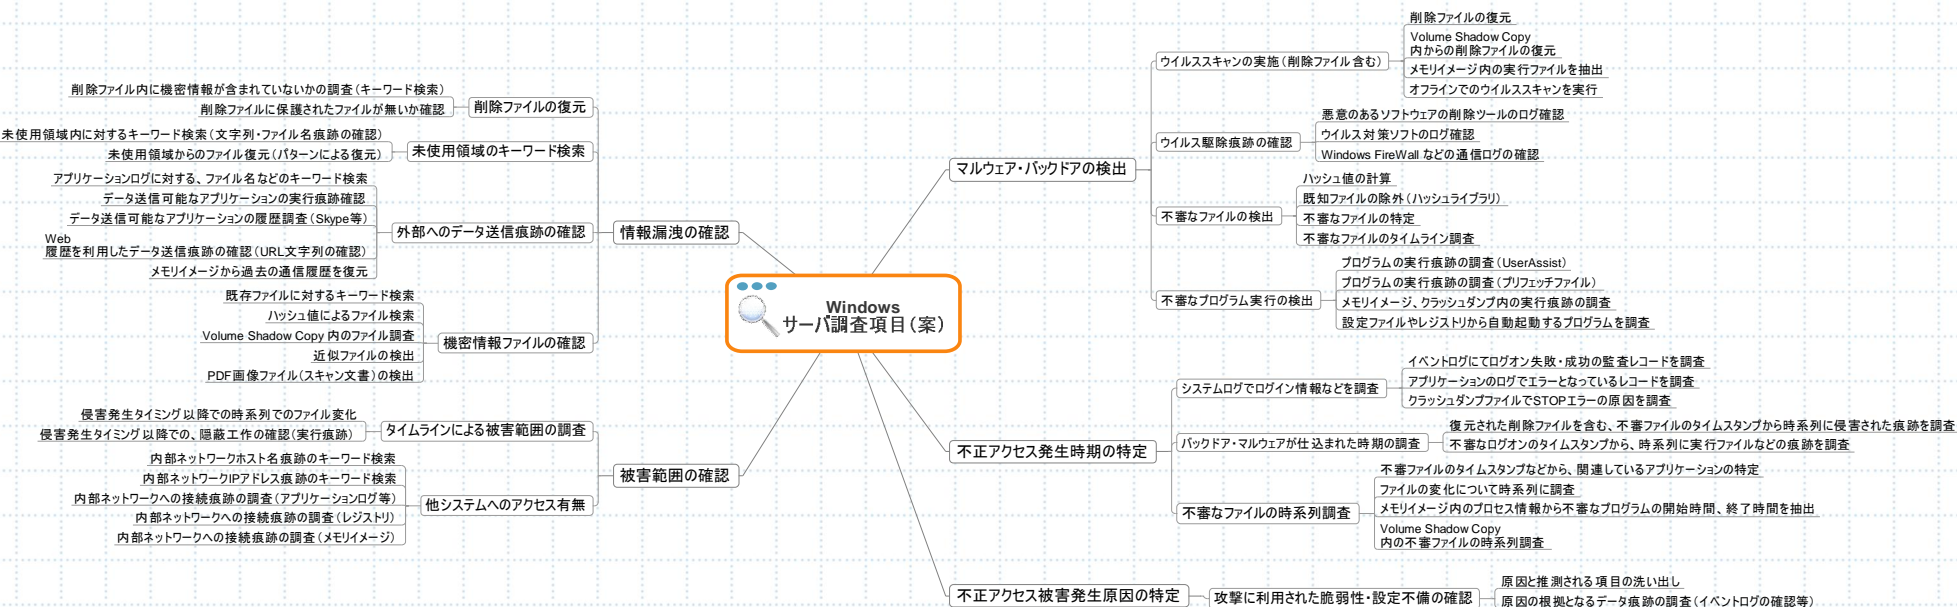 Windows
サーバ調査項目(案)
マルウェア・バックドアの検出
ウイルススキャンの実施(削除ファイル含む)
削除ファイルの復元
Volume Shadow Copy
内からの削除ファイルの復元
メモリイメージ内の実行ファイルを抽出
オフラインでのウイルススキャンを実行
ウイルス駆除痕跡の確認
悪意のあるソフトウェアの削除ツールのログ確認
ウイルス対策ソフトのログ確認
Windows FireWall などの通信ログの確認
不審なファイルの検出
ハッシュ値の計算
既知ファイルの除外(ハッシュライブラリ)
不審なファイルの特定
不審なファイルのタイムライン調査
不審なプログラム実行の検出
プログラムの実行痕跡の調査(UserAssist)
プログラムの実行痕跡の調査(プリフェッチファイル)
メモリイメージ、クラッシュダンプ内の実行痕跡の調査
設定ファイルやレジストリから自動起動するプログラムを調査
不正アクセス発生時期の特定
システムログでログイン情報などを調査
イベントログにてログオン失敗・成功の監査レコードを調査
アプリケーションのログでエラーとなっているレコードを調査
クラッシュダンプファイルでSTOPエラーの原因を調査
バックドア・マルウェアが仕込まれた時期の調査
復元された削除ファイルを含む、不審ファイルのタイムスタンプから時系列に侵害された痕跡を調査
不審なログオンのタイムスタンプから、時系列に実行ファイルなどの痕跡を調査
不審なファイルの時系列調査
不審ファイルのタイムスタンプなどから、関連しているアプリケーションの特定
ファイルの変化について時系列に調査
メモリイメージ内のプロセス情報から不審なプログラムの開始時間、終了時間を抽出
Volume Shadow Copy
内の不審ファイルの時系列調査
不正アクセス被害発生原因の特定
攻撃に利用された脆弱性・設定不備の確認
原因と推測される項目の洗い出し
原因の根拠となるデータ痕跡の調査(イベントログの確認等)
情報漏洩の確認
削除ファイルの復元
削除ファイル内に機密情報が含まれていないかの調査(キーワード検索)
削除ファイルに保護されたファイルが無いか確認
未使用領域のキーワード検索
未使用領域内に対するキーワード検索(文字列・ファイル名痕跡の確認)
未使用領域からのファイル復元(パターンによる復元)
外部へのデータ送信痕跡の確認
アプリケーションログに対する、ファイル名などのキーワード検索
データ送信可能なアプリケーションの実行痕跡確認
データ送信可能なアプリケーションの履歴調査(Skype等)
Web
履歴を利用したデータ送信痕跡の確認(URL文字列の確認)
メモリイメージから過去の通信履歴を復元
機密情報ファイルの確認
既存ファイルに対するキーワード検索
ハッシュ値によるファイル検索
Volume Shadow Copy 内のファイル調査
近似ファイルの検出
PDF画像ファイル(スキャン文書)の検出
被害範囲の確認
タイムラインによる被害範囲の調査
侵害発生タイミング以降での時系列でのファイル変化
侵害発生タイミング以降での、隠蔽工作の確認(実行痕跡)
他システムへのアクセス有無
内部ネットワークホスト名痕跡のキーワード検索
内部ネットワークIPアドレス痕跡のキーワード検索
内部ネットワークへの接続痕跡の調査(アプリケーションログ等)
内部ネットワークへの接続痕跡の調査(レジストリ)
内部ネットワークへの接続痕跡の調査(メモリイメージ)